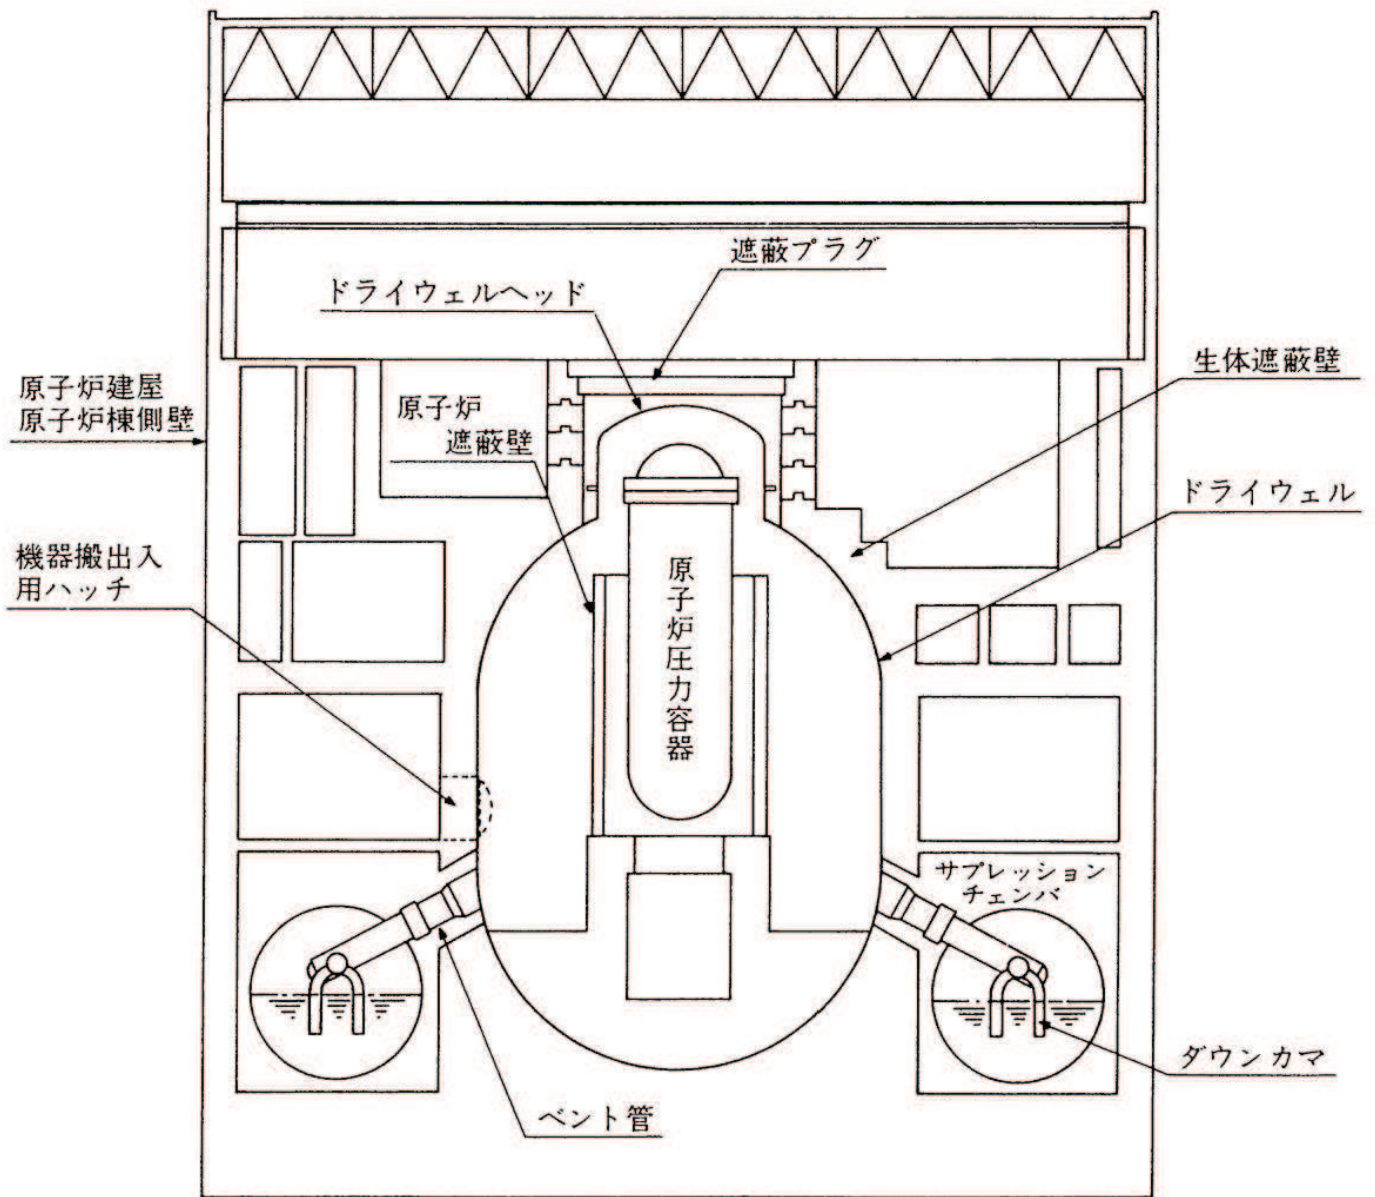 遮蔽プラグ
ドライウェルヘッド
生体遮蔽壁
原子炉建屋
原子炉棟側壁
原子炉
遮蔽壁
ドライウェル
機器搬出入
用ハッチ
原子炉圧力容器
サプレッション
チェンバ
ダウンカマ
ベント管